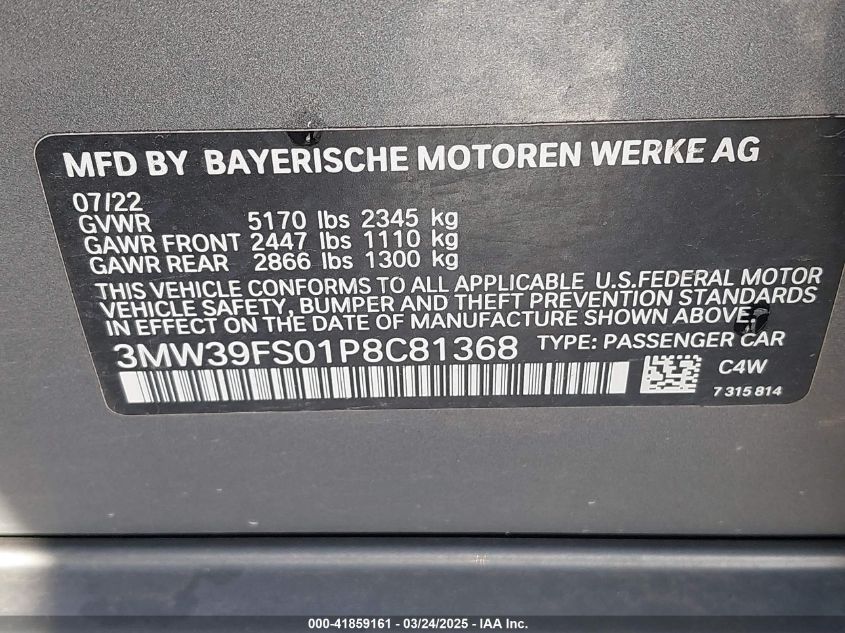 MFD BY BAYERISCHE MOTOREN WERKE AG
07/22
GVWR 5170 lbs 2345 kg
GAWR FRONT 2447 lbs 1110 kg
GAWR REAR 2866 lbs 1300 kg
THIS VEHICLE CONFORMS TO ALL APPLICABLE U.S.FEDERAL MOTOR
VEHICLE SAFETY, BUMPER AND THEFT PREVENTION STANDARDS
IN EFFECT ON THE DATE OF MANUFACTURE SHOWN ABOVE.
3MW39FS01P8C81368 TYPE: PASSENGER CAR
C4W
7 315 814
000-41859161 - 03/24/2025 - IAA Inc.